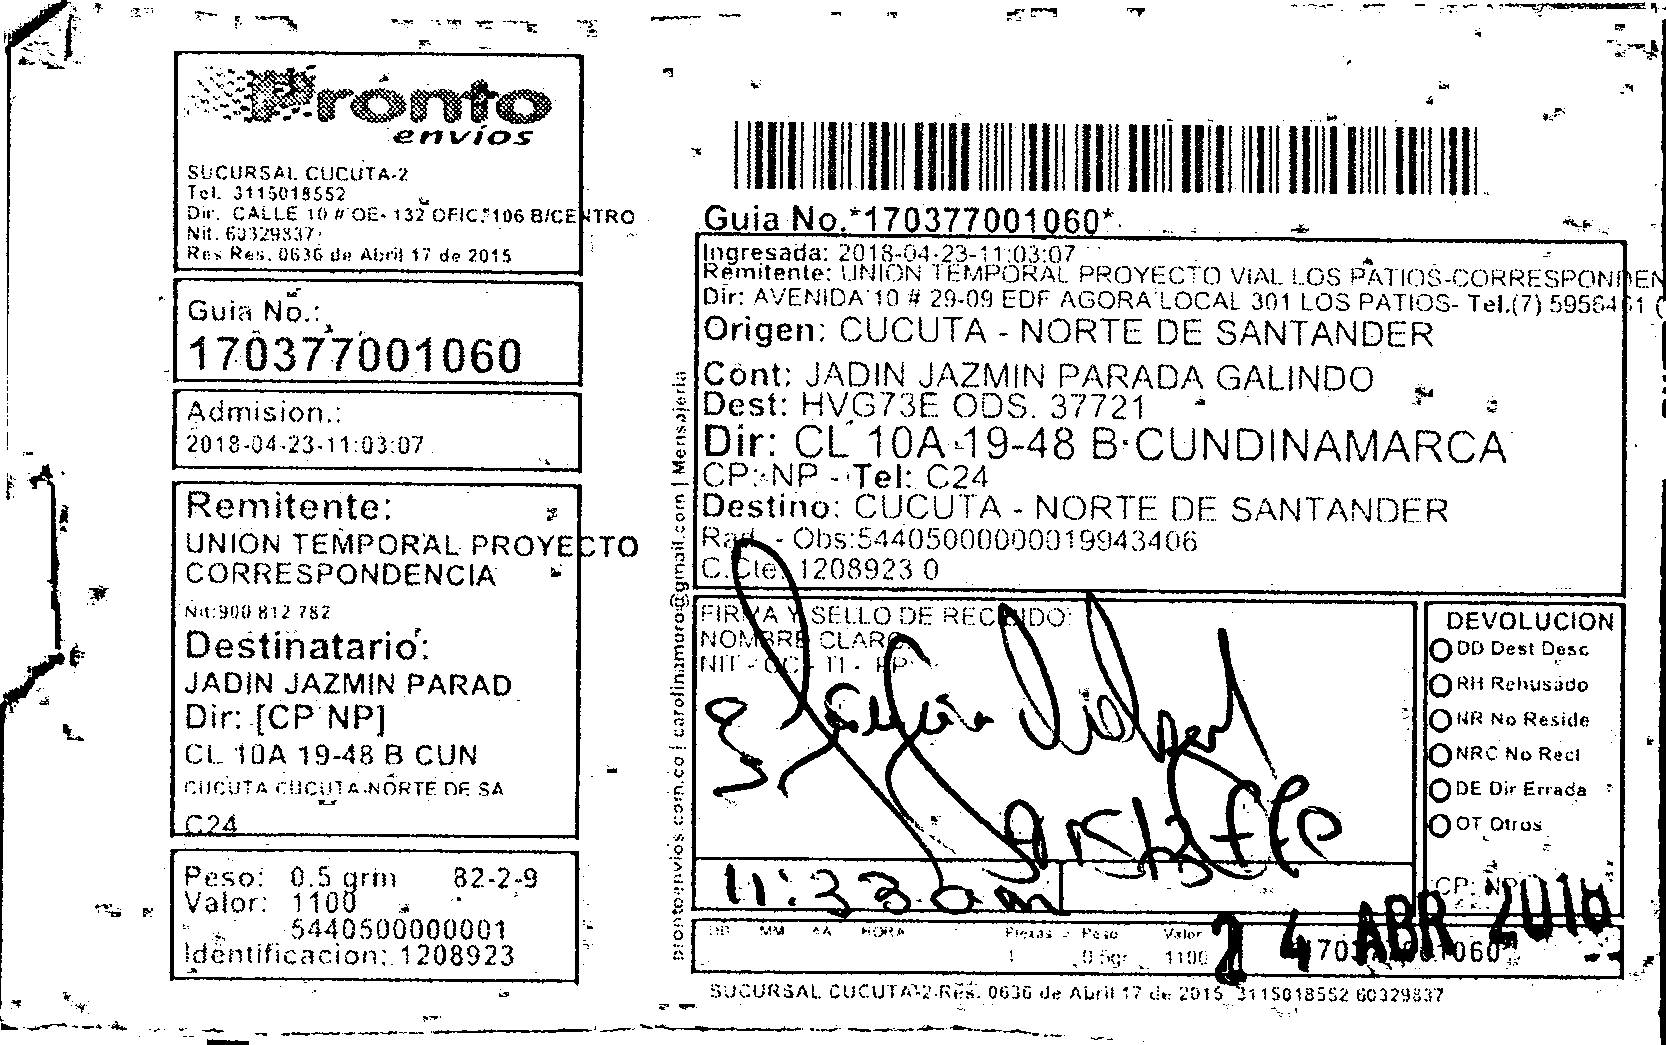 Pronto
envíos
SUCURSAL CUCUTA-2
Tel. 3115018552
Dir. CALLE 10 # OE- 132 OFIC. 106 B/CENTRO
Nit. 60329837
Res Res. 0636 de Abril 17 de 2015
Guia No.:
170377001060
Admision.:
2018-04-23-11:03:07
Remitente:
UNION TEMPORAL PROYECTO
CORRESPONDENCIA
Nit:900 812 782
Destinatario:
JADIN JAZMIN PARAD
Dir: [CP NP]
CL 10A 19-48 B CUN
CUCUTA CUCUTA-NORTE DE SA
C24
Peso: 0.5 grm 82-2-9
Valor: 1100
5440500000001
Identificacion: 1208923
prontoenvios.com.co | carolinamara@gmail.com | Mensajeria
Guia No.*170377001060*
Ingresada: 2018-04-23-11:03:07
Remitente: UNION TEMPORAL PROYECTO VIAL LOS PATIOS-CORRESPONDEN
Dir: AVENIDA 10 # 29-09 EDF AGORA LOCAL 301 LOS PATIOS- Tel.(7) 5956461 (
Origen: CUCUTA - NORTE DE SANTANDER
Cont: JADIN JAZMIN PARADA GALINDO
Dest: HVG73E ODS. 37721
Dir: CL 10A 19-48 B CUNDINAMARCA
CP: NP - Tel: C24
Destino: CUCUTA - NORTE DE SANTANDER
Rad. - Obs:54405000000019943406
C.Cte. 1208923 0
FIRMA Y SELLO DE RECIBIDO:
NOMBRE CLARO
NIT - CC - TI - PP
11:33 am
DEVOLUCION
DD Dest Desc
RH Rehusado
NR No Reside
NRC No Recl
DE Dir Errada
OT Otros
CP: NP
DD MM AA HORA Piezas Peso Valor
1 0.5gr 1100
24 ABR 2018
170377001060*
SUCURSAL CUCUTA-2-Res. 0636 de Abril 17 de 2015 3115018552 60329837